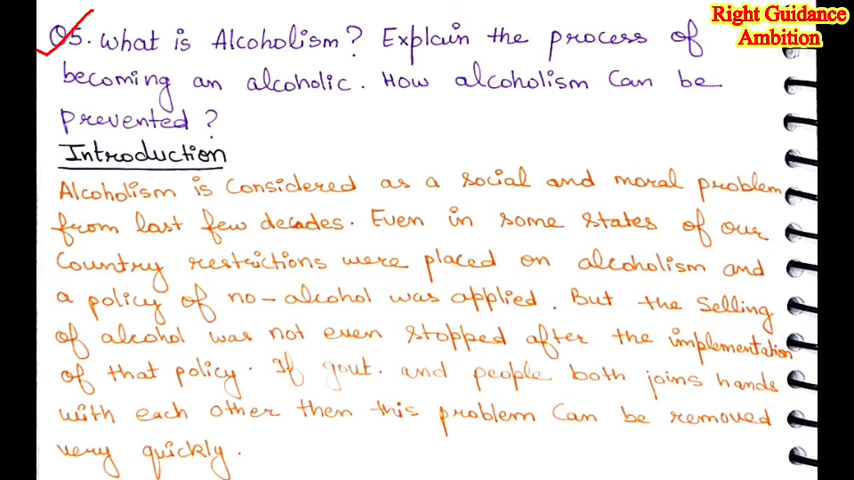 Right Guidance
Ambition
Q5. What is Alcoholism? Explain the process of
becoming an alcoholic. How alcoholism Can be
prevented?
Introduction
Alcoholism is Considered as a social and moral problem
from last few decades. Even in some states of our
Country restrictions were placed on alcoholism and
a policy of no-alcohol was applied. But the selling
of alcohol was not even stopped after the implementation
of that policy. If govt. and people both joins hands
with each other then this problem Can be removed
very quickly.